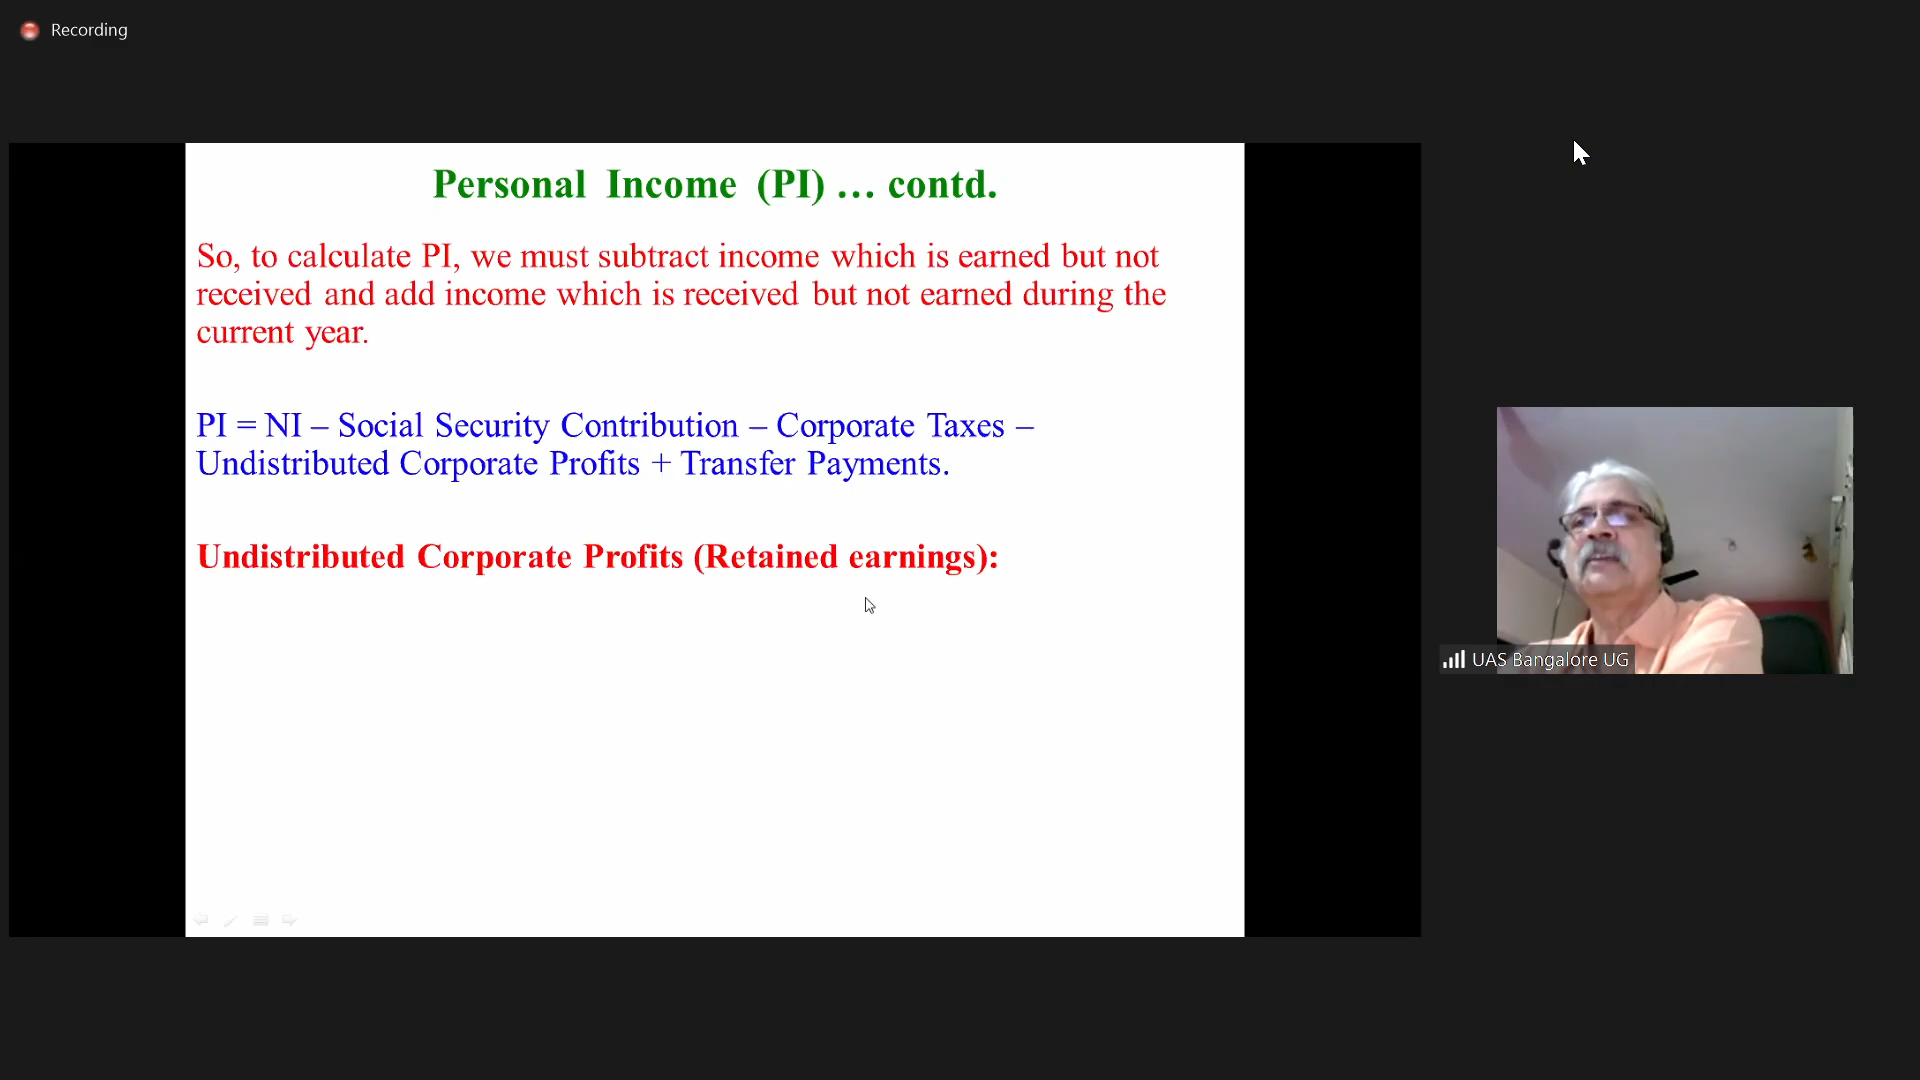 Recording
Personal Income (PI) … contd.
So, to calculate PI, we must subtract income which is earned but not
received and add income which is received but not earned during the
current year.
PI = NI – Social Security Contribution – Corporate Taxes –
Undistributed Corporate Profits + Transfer Payments.
Undistributed Corporate Profits (Retained earnings):
UAS Bangalore UG